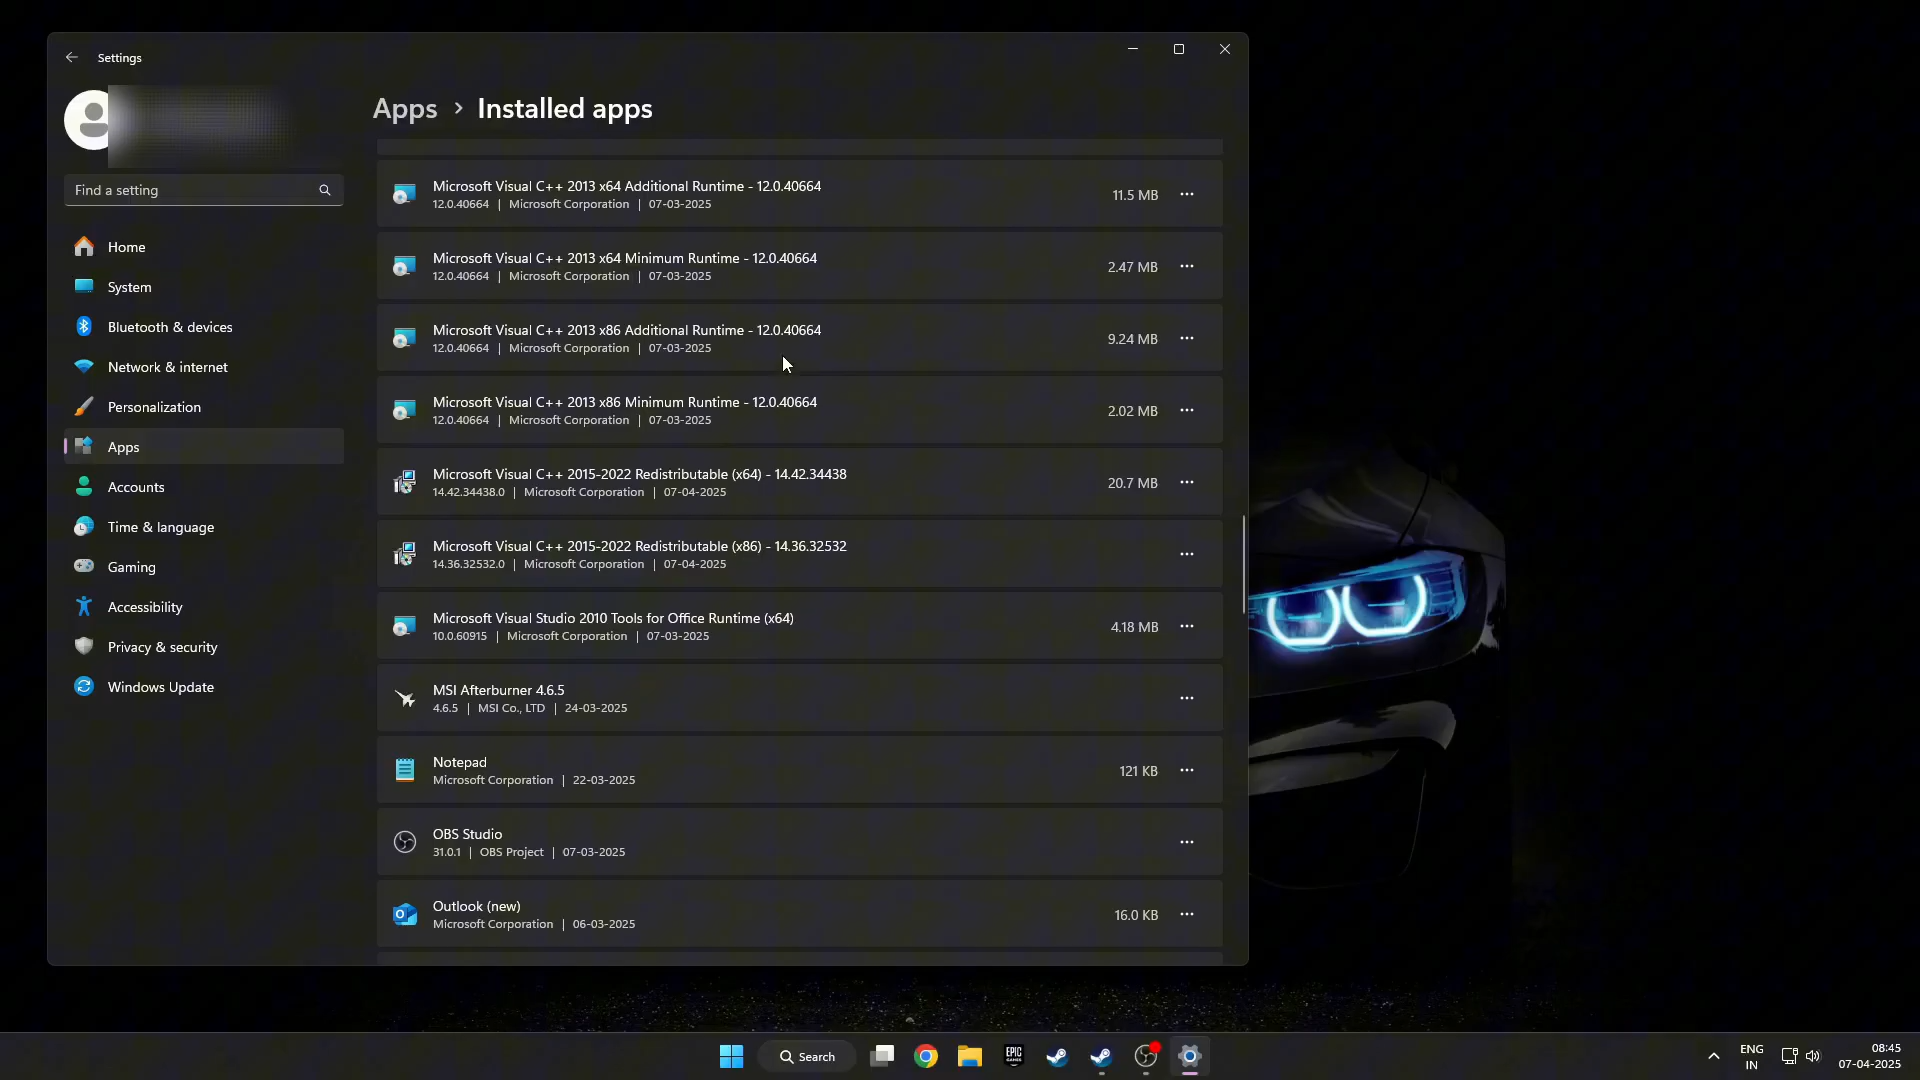 Settings
Find a setting
Home
System
Bluetooth & devices
Network & internet
Personalization
Apps
Accounts
Time & language
Gaming
Accessibility
Privacy & security
Windows Update
Apps > Installed apps
Microsoft Visual C++ 2013 x64 Additional Runtime - 12.0.40664
12.0.40664 | Microsoft Corporation | 07-03-2025
11.5 MB
Microsoft Visual C++ 2013 x64 Minimum Runtime - 12.0.40664
12.0.40664 | Microsoft Corporation | 07-03-2025
2.47 MB
Microsoft Visual C++ 2013 x86 Additional Runtime - 12.0.40664
12.0.40664 | Microsoft Corporation | 07-03-2025
9.24 MB
Microsoft Visual C++ 2013 x86 Minimum Runtime - 12.0.40664
12.0.40664 | Microsoft Corporation | 07-03-2025
2.02 MB
Microsoft Visual C++ 2015-2022 Redistributable (x64) - 14.42.34438
14.42.34438.0 | Microsoft Corporation | 07-04-2025
20.7 MB
Microsoft Visual C++ 2015-2022 Redistributable (x86) - 14.36.32532
14.36.32532.0 | Microsoft Corporation | 07-04-2025
Microsoft Visual Studio 2010 Tools for Office Runtime (x64)
10.0.60915 | Microsoft Corporation | 07-03-2025
4.18 MB
MSI Afterburner 4.6.5
4.6.5 | MSI Co., LTD | 24-03-2025
Notepad
Microsoft Corporation | 22-03-2025
121 KB
OBS Studio
31.0.1 | OBS Project | 07-03-2025
Outlook (new)
Microsoft Corporation | 06-03-2025
16.0 KB
Search
EPIC
GAMES
ENG
IN
08:45
07-04-2025